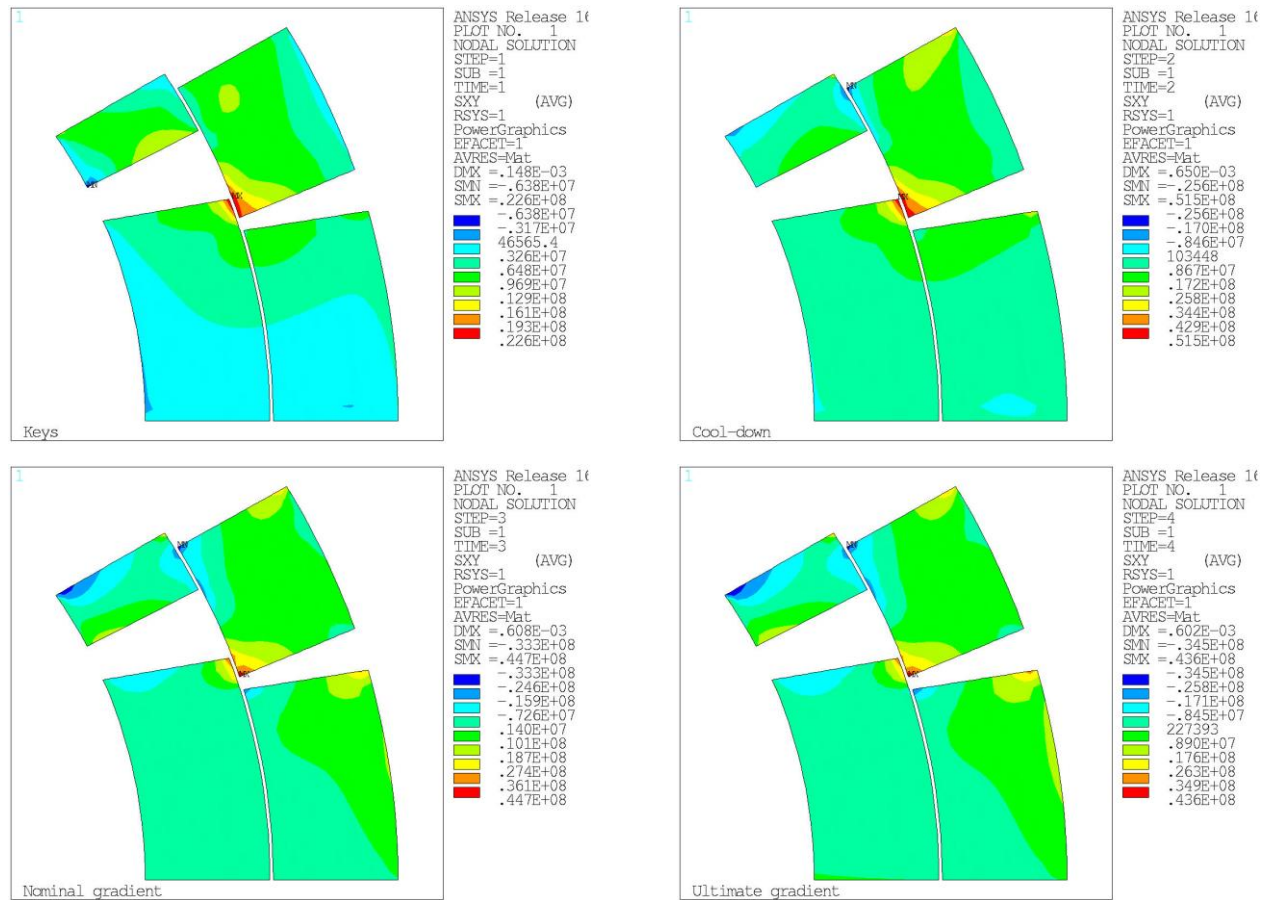 1
ANSYS Release 16
PLOT NO.   1
NODAL SOLUTION
STEP=1
SUB =1
TIME=1
SXY      (AVG)
RSYS=1
PowerGraphics
EFACET=1
AVRES=Mat
DMX =.148E-03
SMN =-.638E+07
SMX =.226E+08
-.638E+07
-.317E+07
46565.4
.326E+07
.648E+07
.969E+07
.129E+08
.161E+08
.193E+08
.226E+08
MX
Keys
1
ANSYS Release 16
PLOT NO.   1
NODAL SOLUTION
STEP=2
SUB =1
TIME=2
SXY      (AVG)
RSYS=1
PowerGraphics
EFACET=1
AVRES=Mat
DMX =.650E-03
SMN =-.256E+08
SMX =.515E+08
-.256E+08
-.170E+08
-.846E+07
103448
.867E+07
.172E+08
.258E+08
.344E+08
.429E+08
.515E+08
MN
MX
Cool-down
1
ANSYS Release 16
PLOT NO.   1
NODAL SOLUTION
STEP=3
SUB =1
TIME=3
SXY      (AVG)
RSYS=1
PowerGraphics
EFACET=1
AVRES=Mat
DMX =.608E-03
SMN =-.333E+08
SMX =.447E+08
-.333E+08
-.246E+08
-.159E+08
-.726E+07
.140E+07
.101E+08
.187E+08
.274E+08
.361E+08
.447E+08
MN
MX
Nominal gradient
1
ANSYS Release 16
PLOT NO.   1
NODAL SOLUTION
STEP=4
SUB =1
TIME=4
SXY      (AVG)
RSYS=1
PowerGraphics
EFACET=1
AVRES=Mat
DMX =.602E-03
SMN =-.345E+08
SMX =.436E+08
-.345E+08
-.258E+08
-.171E+08
-.845E+07
227393
.890E+07
.176E+08
.263E+08
.349E+08
.436E+08
MN
MX
Ultimate gradient